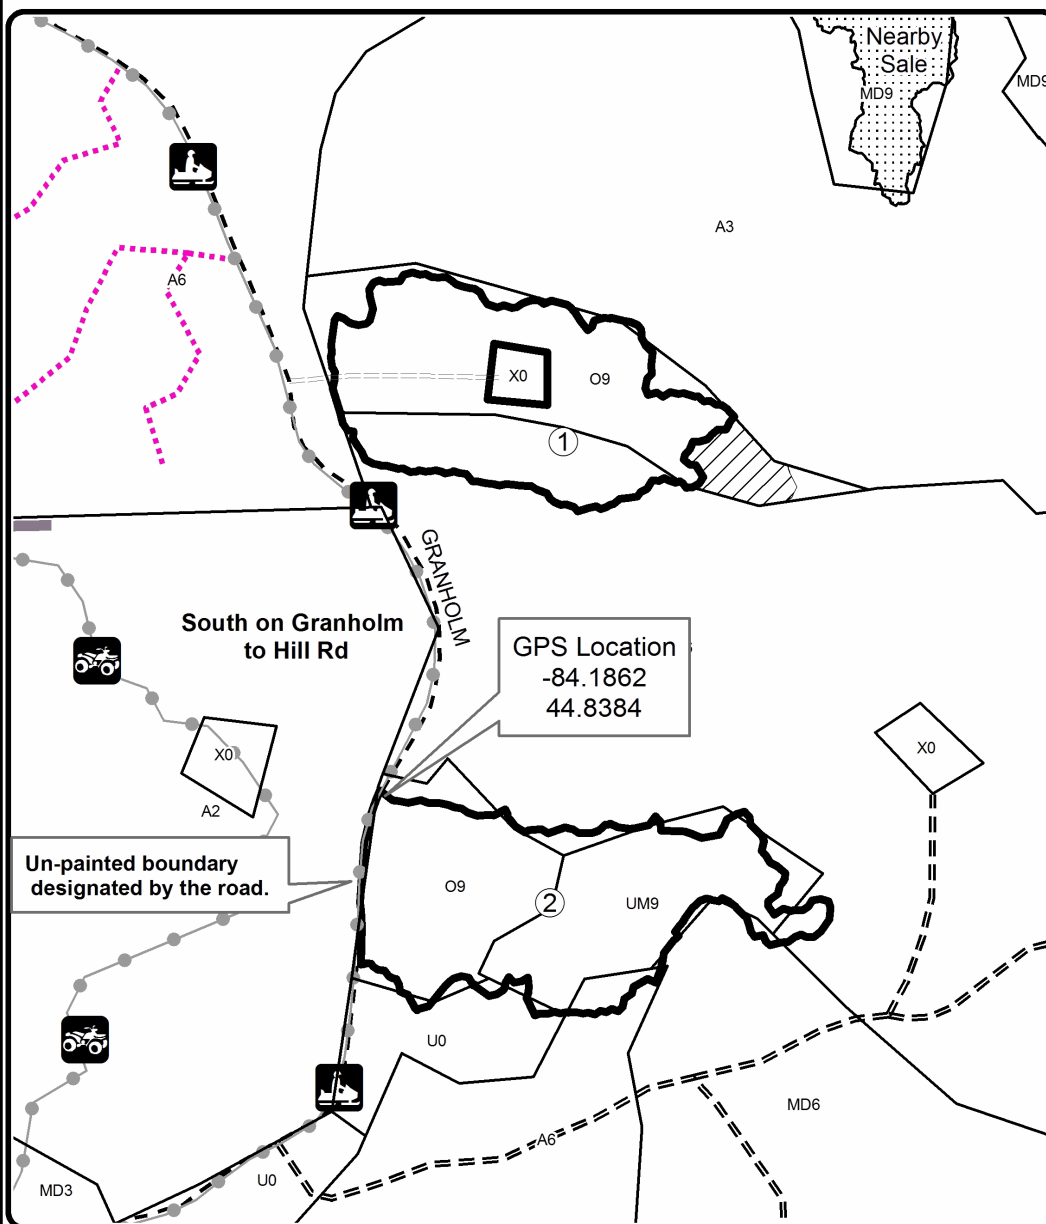 Nearby
Sale
MD9
MD9
A3
A6
X0
O9
1
GRANHOLM
South on Granholm
to Hill Rd
GPS Location
-84.1862
44.8384
X0
X0
A2
Un-painted boundary
designated by the road.
O9
2
UM9
U0
MD6
A6
U0
MD3